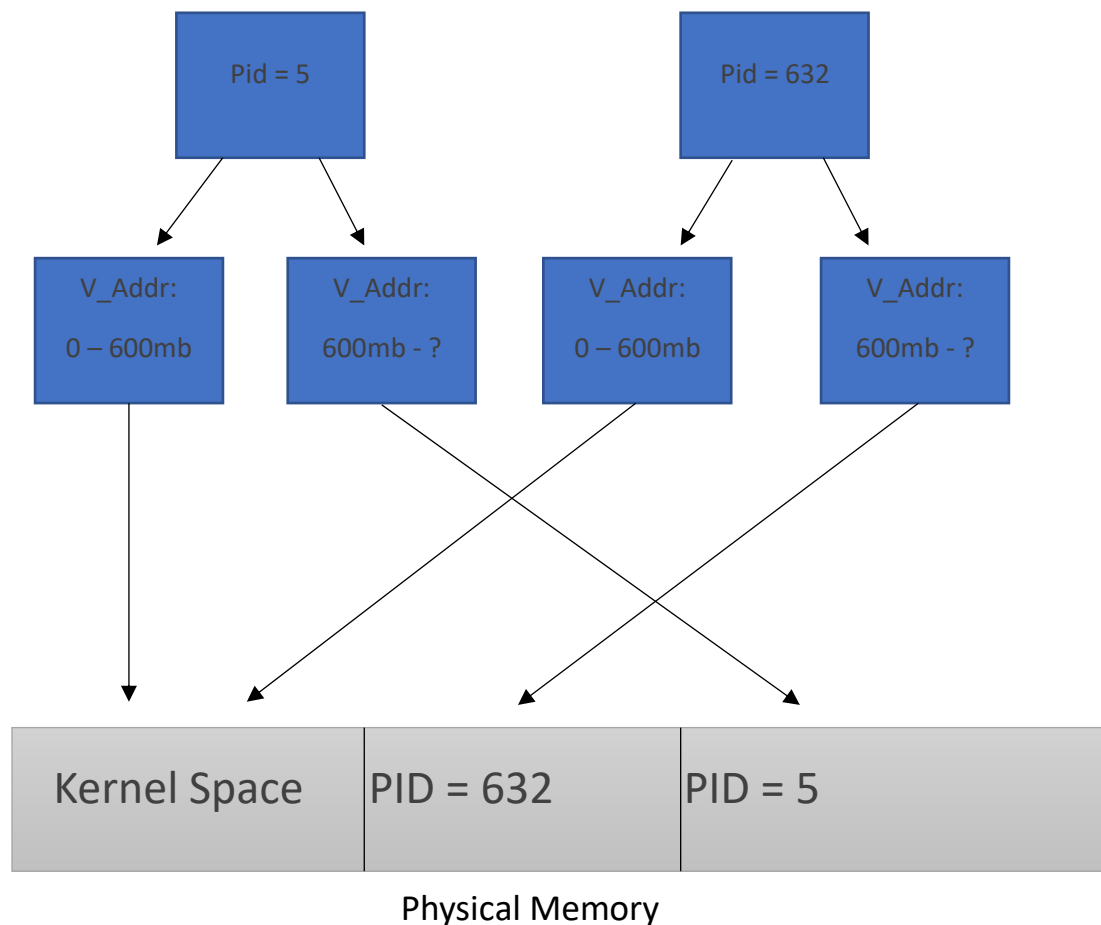 Pid = 5
Pid = 632
V_Addr:
0 – 600mb
V_Addr:
600mb - ?
V_Addr:
0 – 600mb
V_Addr:
600mb - ?
Kernel Space
PID = 632
PID = 5
Physical Memory